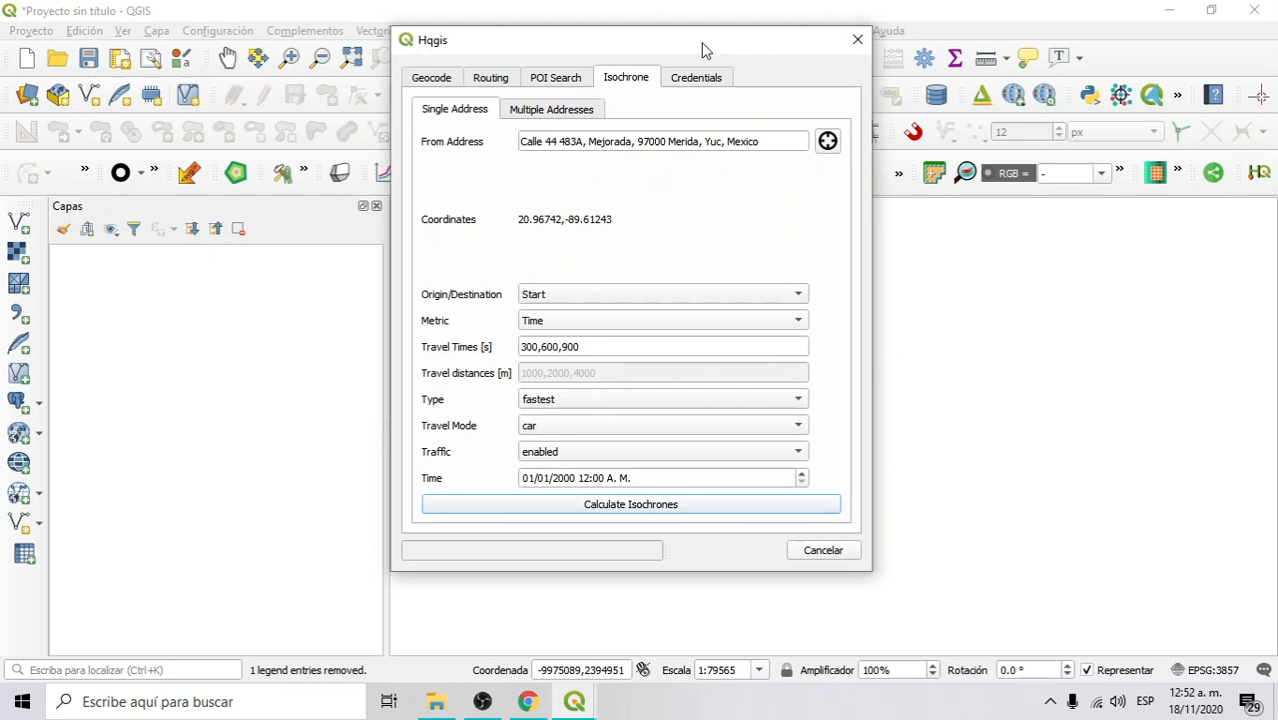 *Proyecto sin título - QGIS
Proyecto Edición Ver Capa Configuración Complementos Vector Ayuda
Hqgis
Geocode Routing POI Search Isochrone Credentials
Single Address Multiple Addresses
From Address Calle 44 483A, Mejorada, 97000 Merida, Yuc, Mexico
12 px
RGB = -
Capas
Coordinates 20.96742,-89.61243
Origin/Destination Start
Metric Time
Travel Times [s] 300,600,900
Travel distances [m] 1000,2000,4000
Type fastest
Travel Mode car
Traffic enabled
Time 01/01/2000 12:00 A. M.
Calculate Isochrones
Cancelar
Escriba para localizar (Ctrl+K) 1 legend entries removed. Coordenada -9975089,2394951 Escala 1:79565 Amplificador 100% Rotación 0.0 ° Representar EPSG:3857
Escribe aquí para buscar ESP 12:52 a. m.
18/11/2020 29